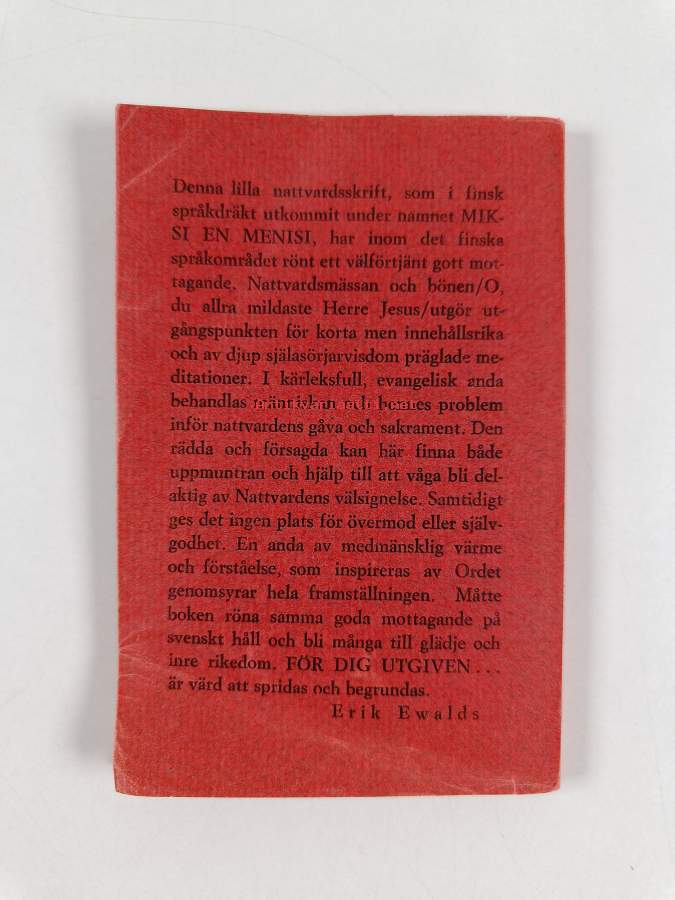 Denna lilla nattvardsskrift, som i finsk
språkdräkt utkommit under namnet MIK-
SI EN MENISI, har inom det finska
språkområdet rönt ett välförtjänt gott mot-
tagande. Nattvardsmässan och bönen/O,
du allra mildaste Herre Jesus/utgör ut-
gångspunkten för korta men innehållsrika
och av djup själasörjarvisdom präglade me-
ditationer. I kärleksfull, evangelisk anda
behandlas människan och hennes problem
inför nattvardens gåva och sakrament. Den
rädda och försagda kan här finna både
uppmuntran och hjälp till att våga bli del-
aktig av Nattvardens välsignelse. Samtidigt
ges det ingen plats för övermod eller själv-
godhet. En anda av medmänsklig värme
och förståelse, som inspireras av Ordet
genomsyrar hela framställningen. Måtte
boken röna samma goda mottagande på
svenskt håll och bli många till glädje och
inre rikedom. FÖR DIG UTGIVEN...
är värd att spridas och begrundas.
Erik Ewalds